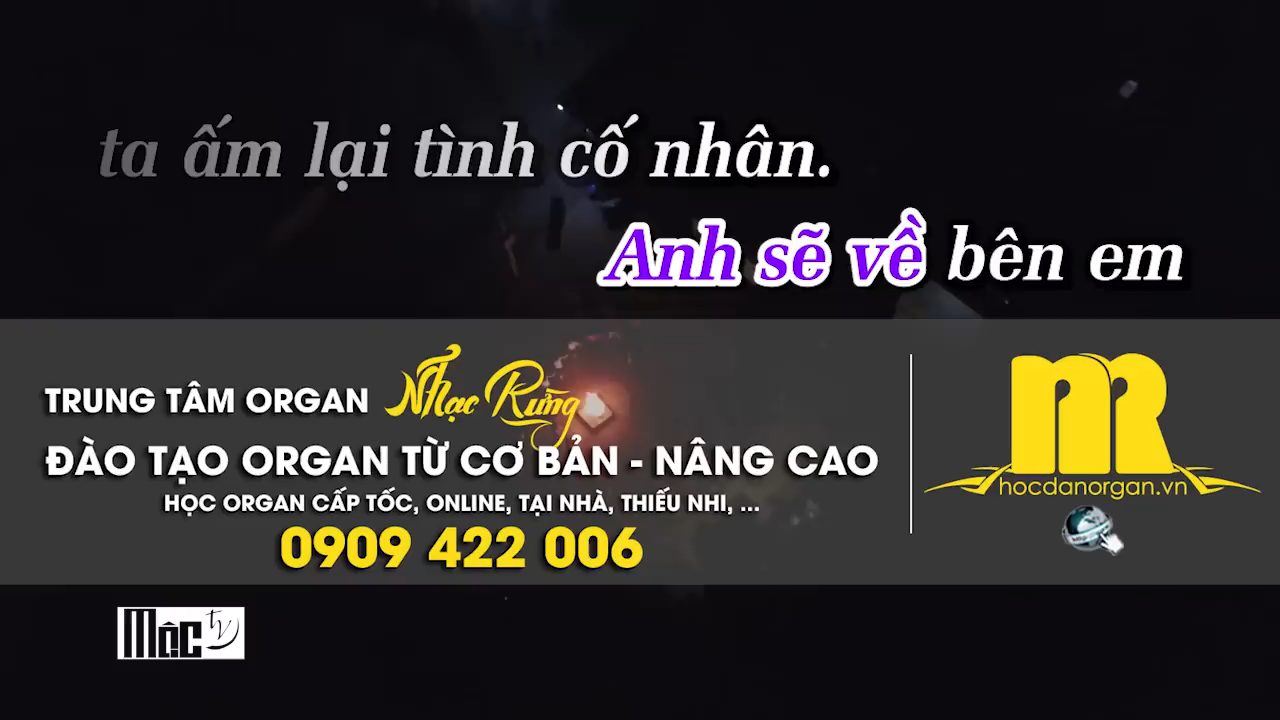 ta ấm lại tình cố nhân.
Anh sẽ về bên em
TRUNG TÂM ORGAN Nhạc Rừng
ĐÀO TẠO ORGAN TỪ CƠ BẢN - NÂNG CAO
HỌC ORGAN CẤP TỐC, ONLINE, TẠI NHÀ, THIẾU NHI, ...
0909 422 006
nR
hocdanorgan.vn
MỘC tv